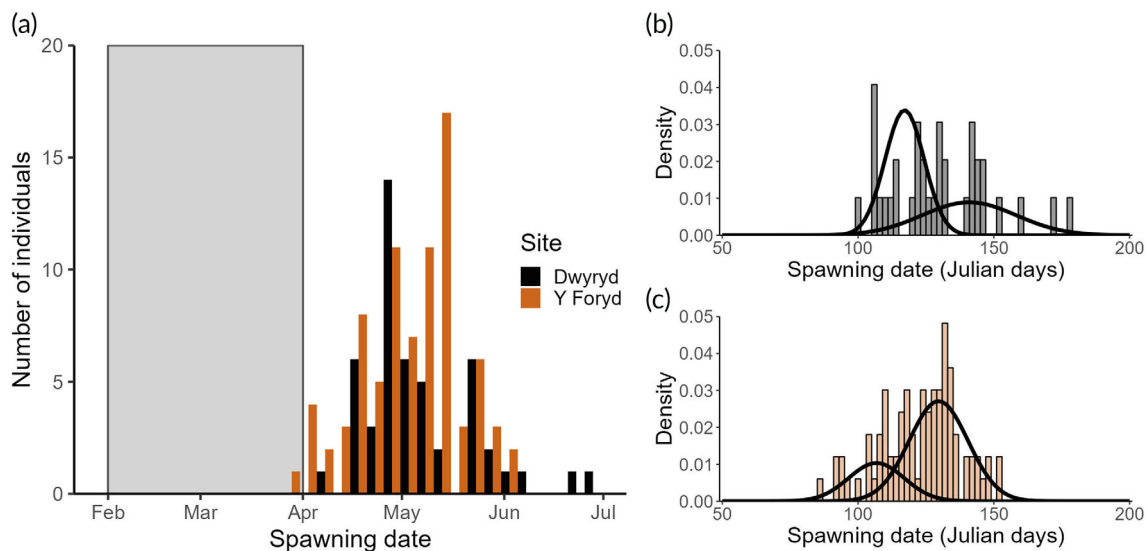 (a)
20
15
10
5
0
Number of individuals
Feb Mar Apr May Jun Jul
Spawning date
Site
Dwyryd
Y Foryd
(b)
0.05
0.04
0.03
0.02
0.01
0.00
Density
50 100 150 200
Spawning date (Julian days)
(c)
0.05
0.04
0.03
0.02
0.01
0.00
Density
50 100 150 200
Spawning date (Julian days)